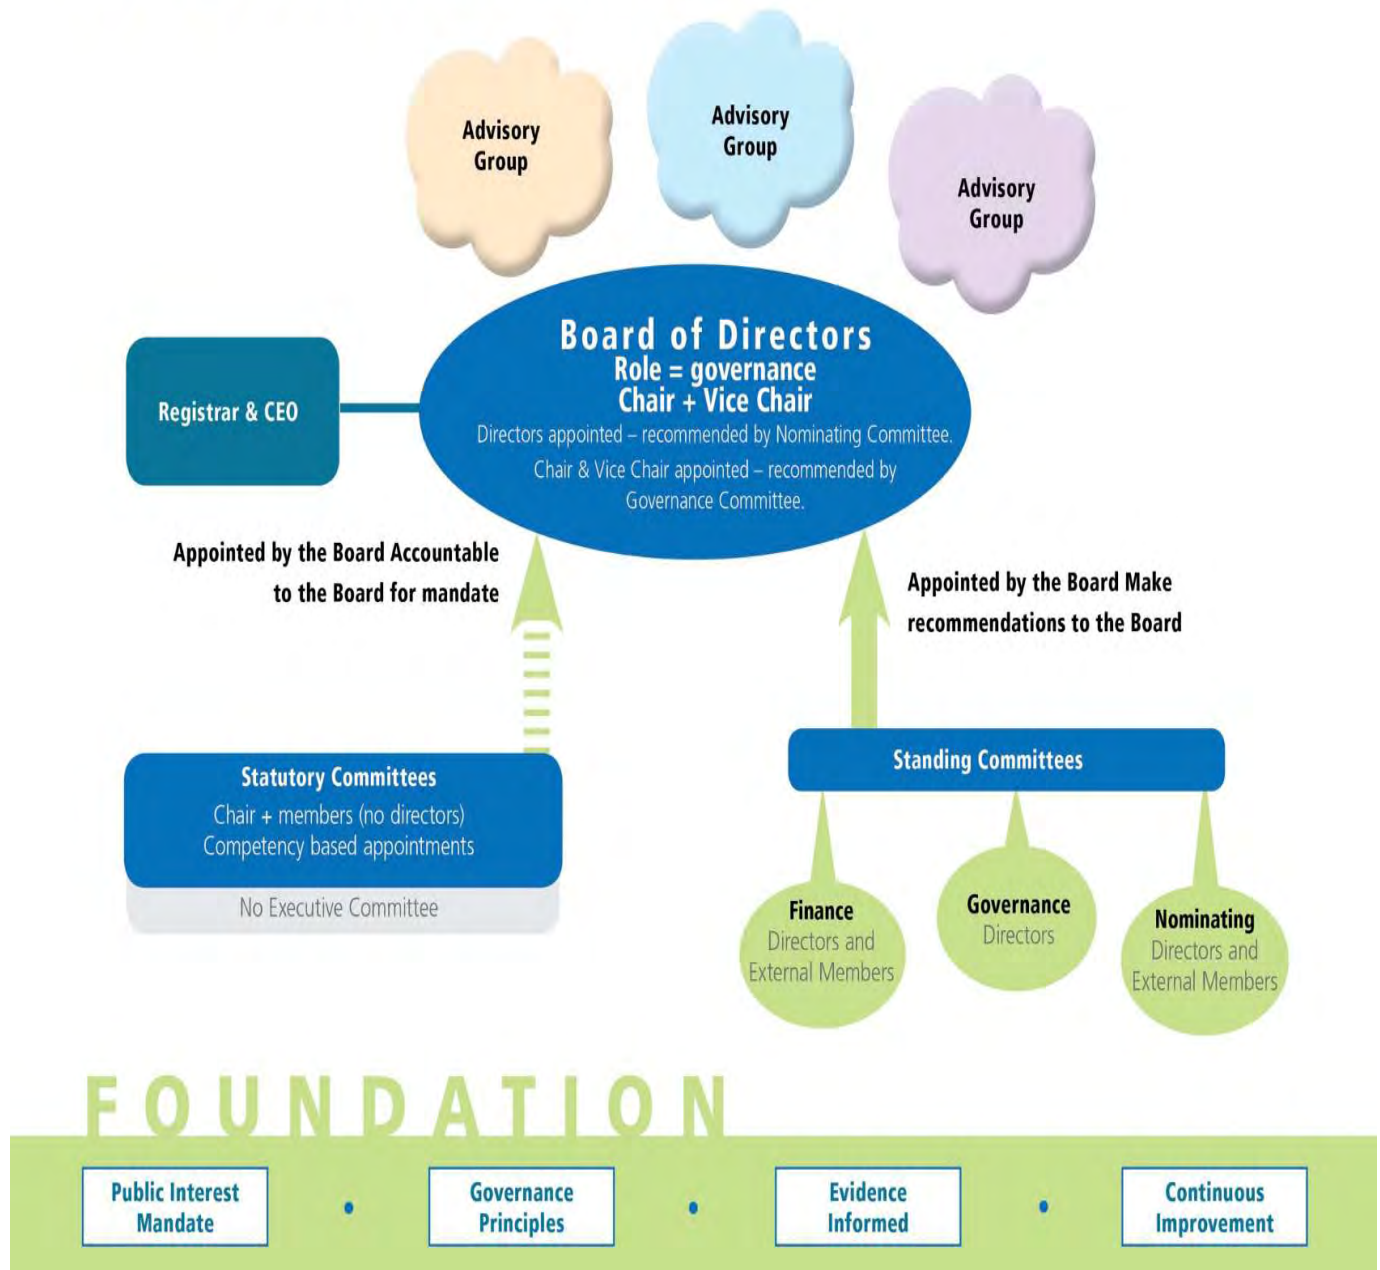 Advisory
Group
Advisory
Group
Advisory
Group
Board of Directors
Role = governance
Chair + Vice Chair
Directors appointed – recommended by Nominating Committee.
Chair & Vice Chair appointed – recommended by
Governance Committee.
Registrar & CEO
Appointed by the Board Accountable
to the Board for mandate
Appointed by the Board Make
recommendations to the Board
Statutory Committees
Chair + members (no directors)
Competency based appointments
No Executive Committee
Standing Committees
Finance
Directors and
External Members
Governance
Directors
Nominating
Directors and
External Members
FOUNDATION
Public Interest
Mandate
Governance
Principles
Evidence
Informed
Continuous
Improvement